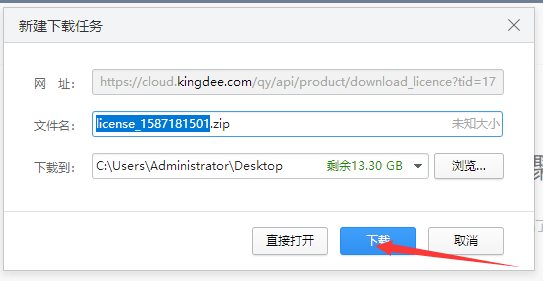 新建下载任务
网 址： https://cloud.kingdee.com/qy/api/product/download_licence?tid=17
文件名： license_1587181501.zip 未知大小
下载到： C:\Users\Administrator\Desktop 剩余13.30 GB 浏览...
直接打开 下载 取消